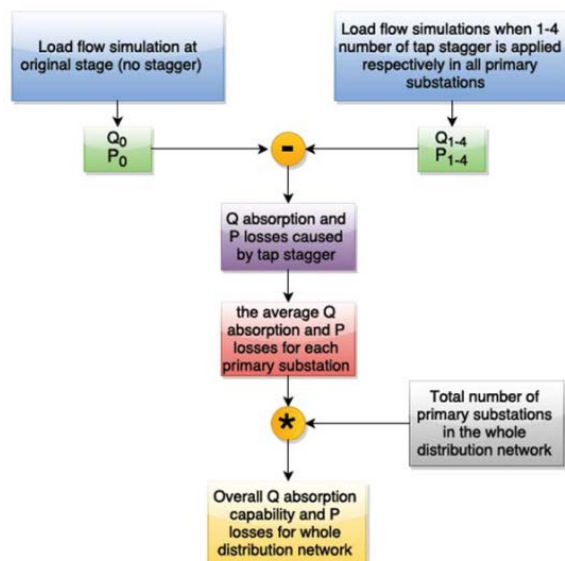 Load flow simulation at
original stage (no stagger)
Load flow simulations when 1-4
number of tap stagger is applied
respectively in all primary
substations
Q0
P0
-
Q1-4
P1-4
Q absorption and
P losses caused
by tap stagger
the average Q
absorption and P
losses for each
primary substation
*
Total number of
primary substations
in the whole
distribution network
Overall Q absorption
capability and P
losses for whole
distribution network